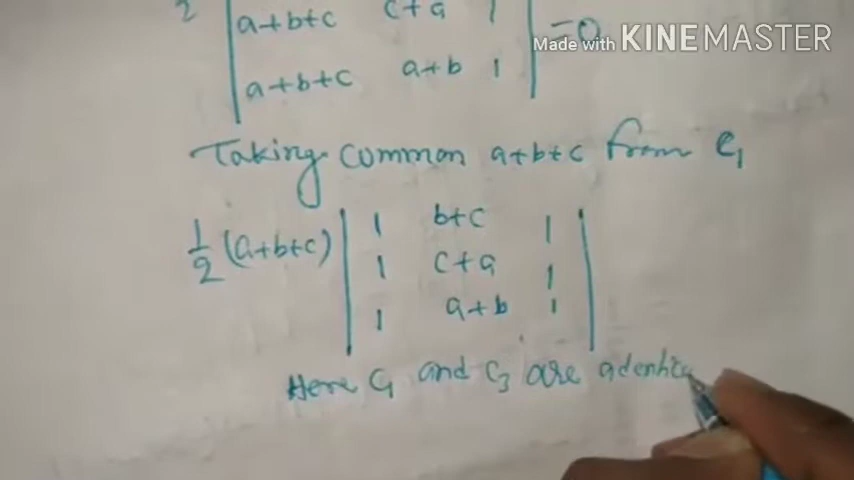 2 | a+b+c c+a 1 | =0
Made with KINEMASTER
| a+b+c a+b 1 |
Taking common a+b+c from C1
1/2 (a+b+c) | 1 b+c 1 |
| 1 c+a 1 |
| 1 a+b 1 |
Here C1 and C3 are